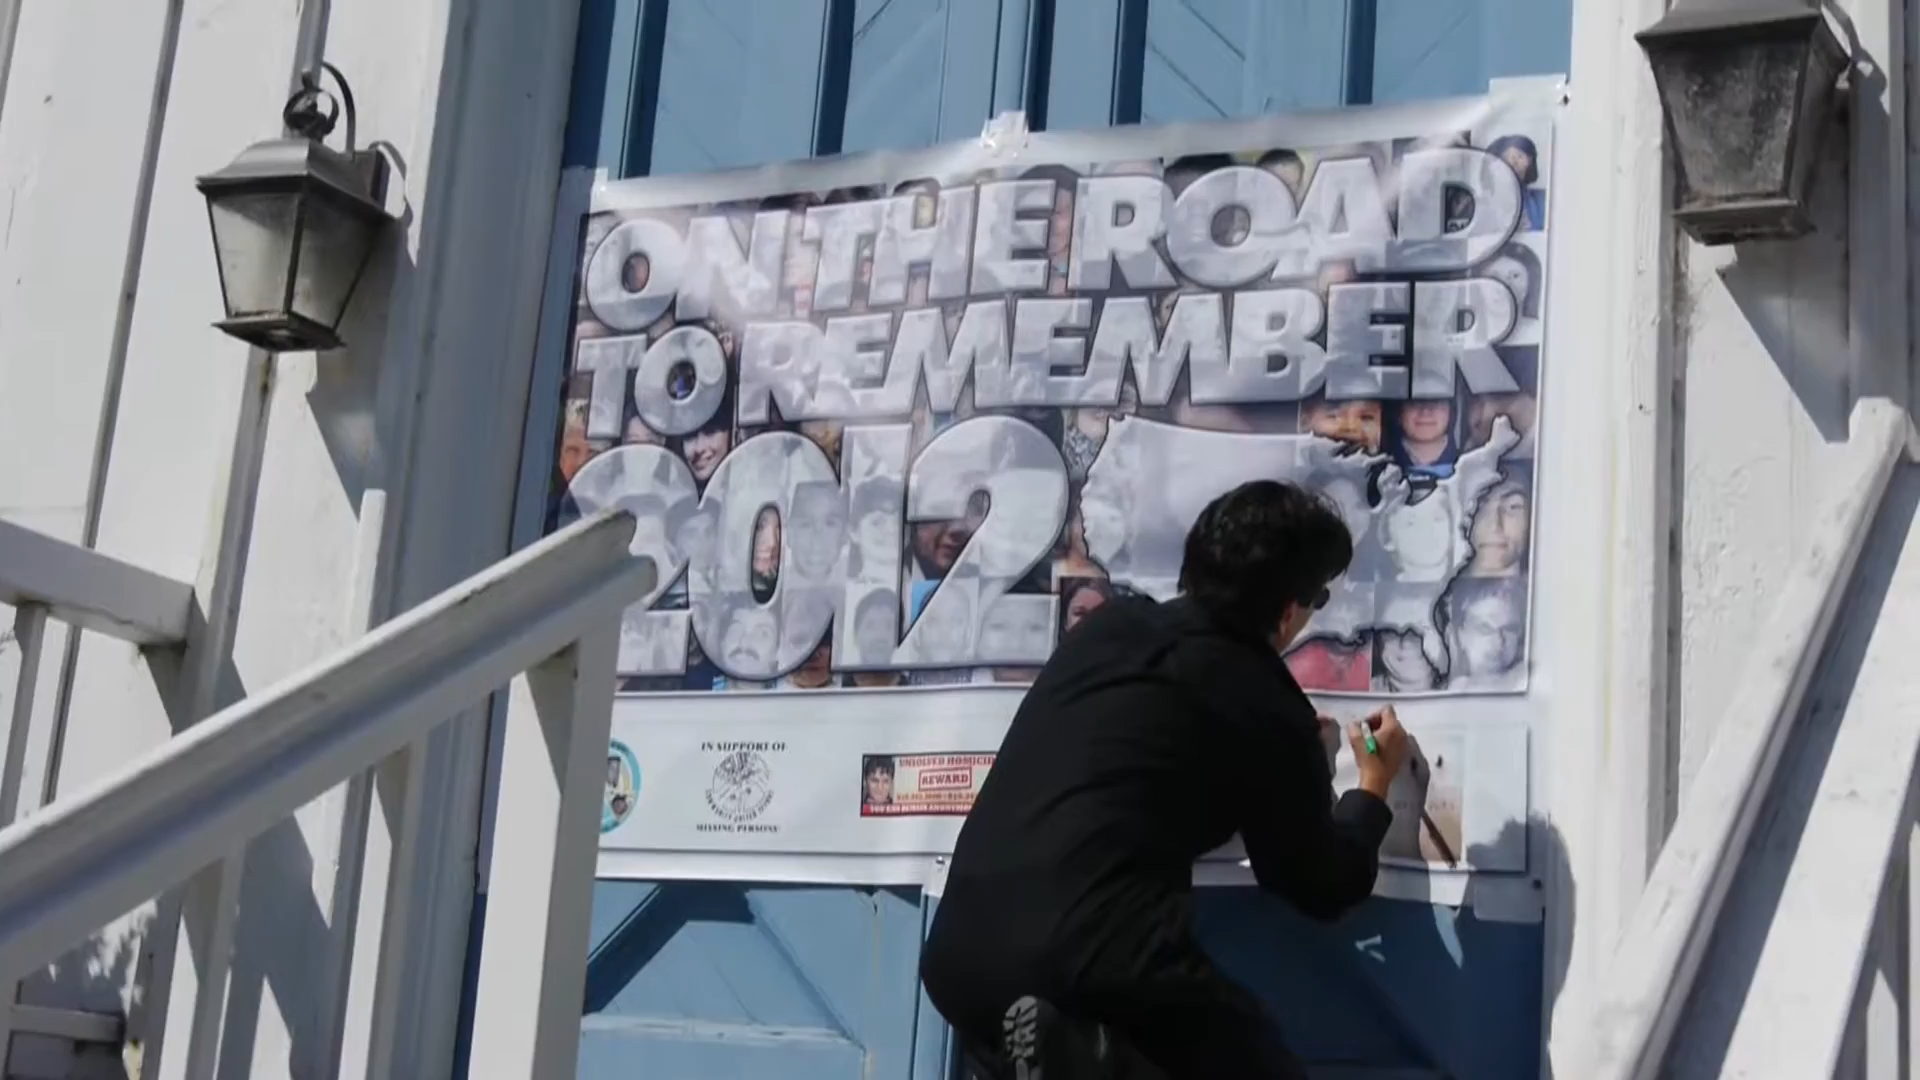 ON THE ROAD
TO REMEMBER
2012
IN SUPPORT OF
MISSING PERSONS
UNSOLVED HOMICIDE
REWARD